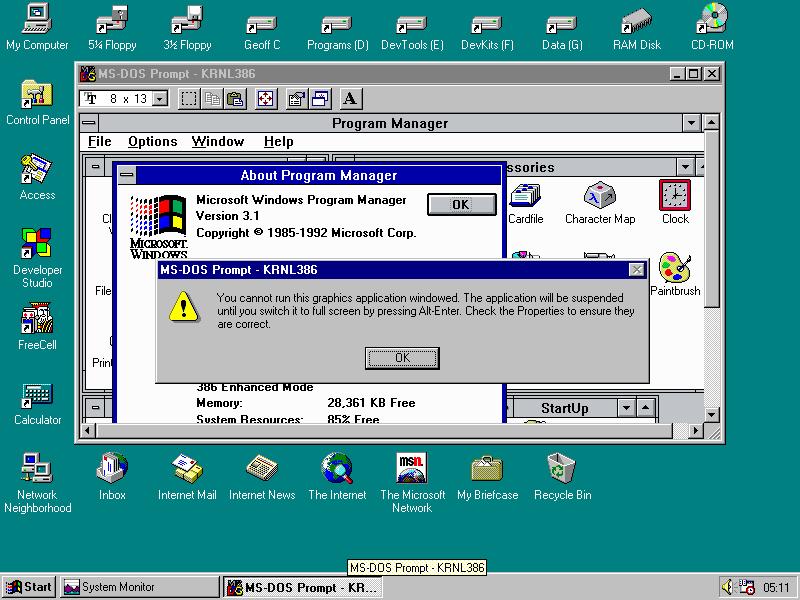 My Computer
5¼ Floppy
3½ Floppy
Geoff C
Programs (D)
DevTools (E)
DevKits (F)
Data (G)
RAM Disk
CD-ROM
Control Panel
Access
Developer
Studio
FreeCell
Calculator
MS-DOS Prompt - KRNL386
8 x 13
A
Program Manager
File Options Window Help
About Program Manager
Microsoft Windows Program Manager
Version 3.1
Copyright © 1985-1992 Microsoft Corp.
OK
MICROSOFT.
WINDOWS
ssories
Cardfile
Character Map
Clock
Paintbrush
File
Print
MS-DOS Prompt - KRNL386
You cannot run this graphics application windowed. The application will be suspended
until you switch it to full screen by pressing Alt-Enter. Check the Properties to ensure they
are correct.
OK
386 Enhanced Mode
Memory: 28,361 KB Free
System Resources: 85% Free
StartUp
Network
Neighborhood
Inbox
Internet Mail
Internet News
The Internet
msn
The Microsoft
Network
My Briefcase
Recycle Bin
MS-DOS Prompt - KRNL386
Start
System Monitor
MS-DOS Prompt - KR...
05:11